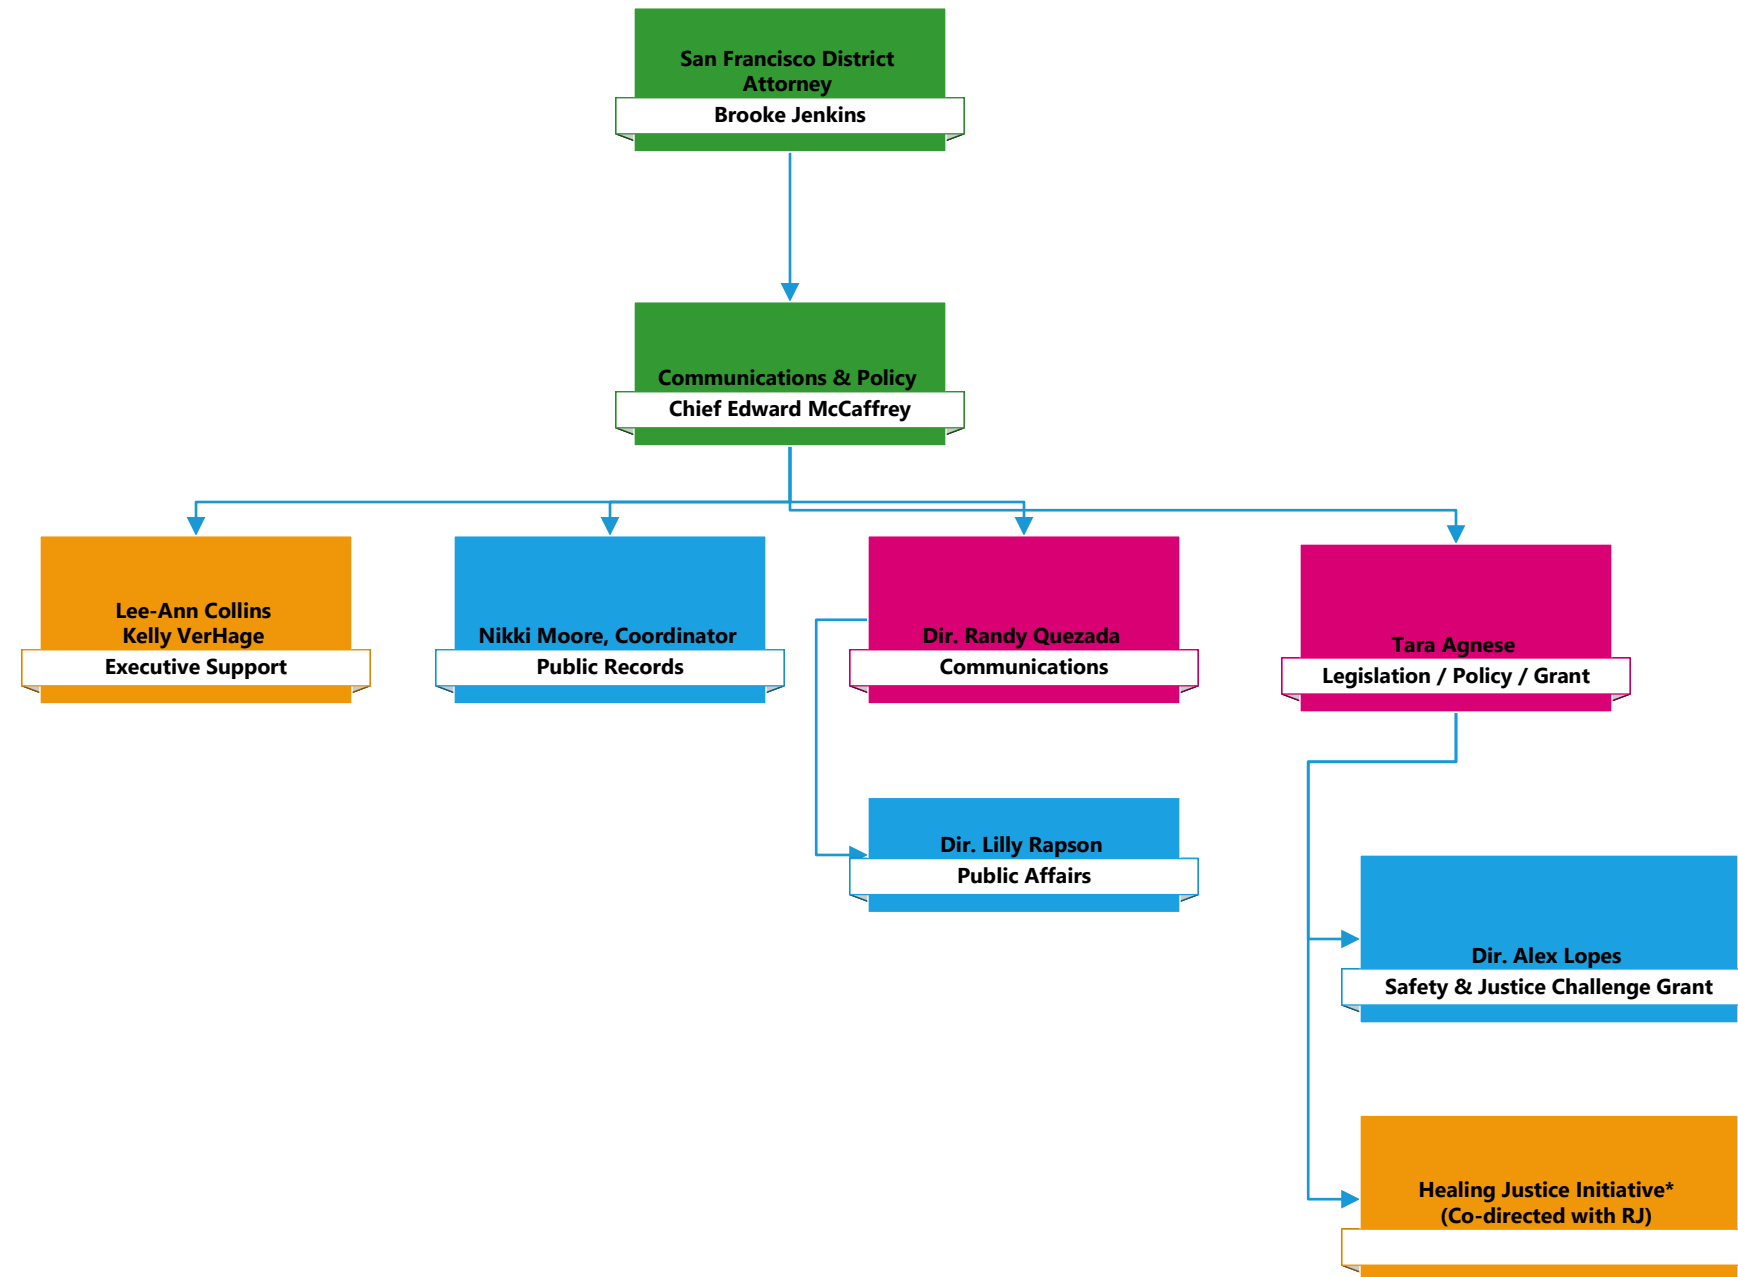 San Francisco District
Attorney
Brooke Jenkins
Communications & Policy
Chief Edward McCaffrey
Lee-Ann Collins
Kelly VerHage
Executive Support
Nikki Moore, Coordinator
Public Records
Dir. Randy Quezada
Communications
Tara Agnese
Legislation / Policy / Grant
Dir. Lilly Rapson
Public Affairs
Dir. Alex Lopes
Safety & Justice Challenge Grant
Healing Justice Initiative*
(Co-directed with RJ)